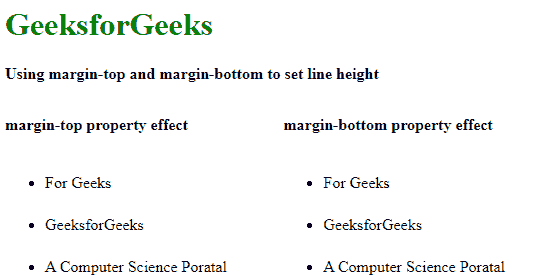 GeeksforGeeks
Using margin-top and margin-bottom to set line height
margin-top property effect
For Geeks
GeeksforGeeks
A Computer Science Poratal
margin-bottom property effect
For Geeks
GeeksforGeeks
A Computer Science Poratal